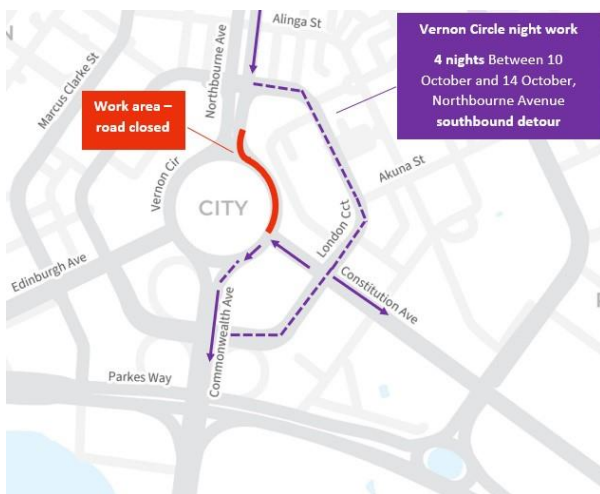 Vernon Circle night work
4 nights Between 10
October and 14 October,
Northbourne Avenue
southbound detour
Alinga St
Marcus Clarke St
Northbourne Ave
Work area –
road closed
Akuna St
Vernon Cir
CITY
London Cct
Edinburgh Ave
Constitution Ave
Commonwealth Ave
Parkes Way